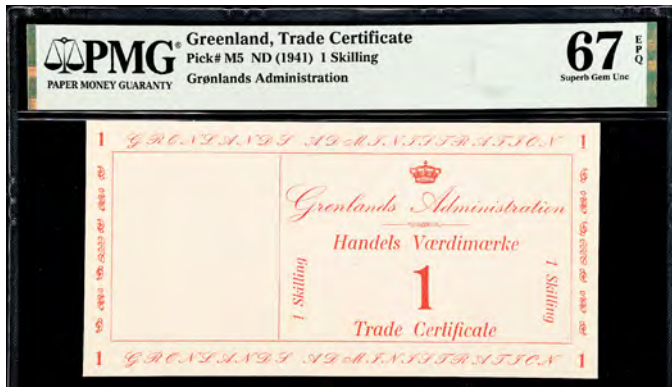 PMG®
PAPER MONEY GUARANTY
Greenland, Trade Certificate
Pick# M5 ND (1941) 1 Skilling
Grønlands Administration
67 EPQ
Superb Gem Unc
1 GRØNLANDS ADMINISTRATION 1
Grønlands Administration
Handels Værdimærke
1 Skilling
1
1 Skilling
Trade Certificate
1 GRØNLANDS ADMINISTRATION 1